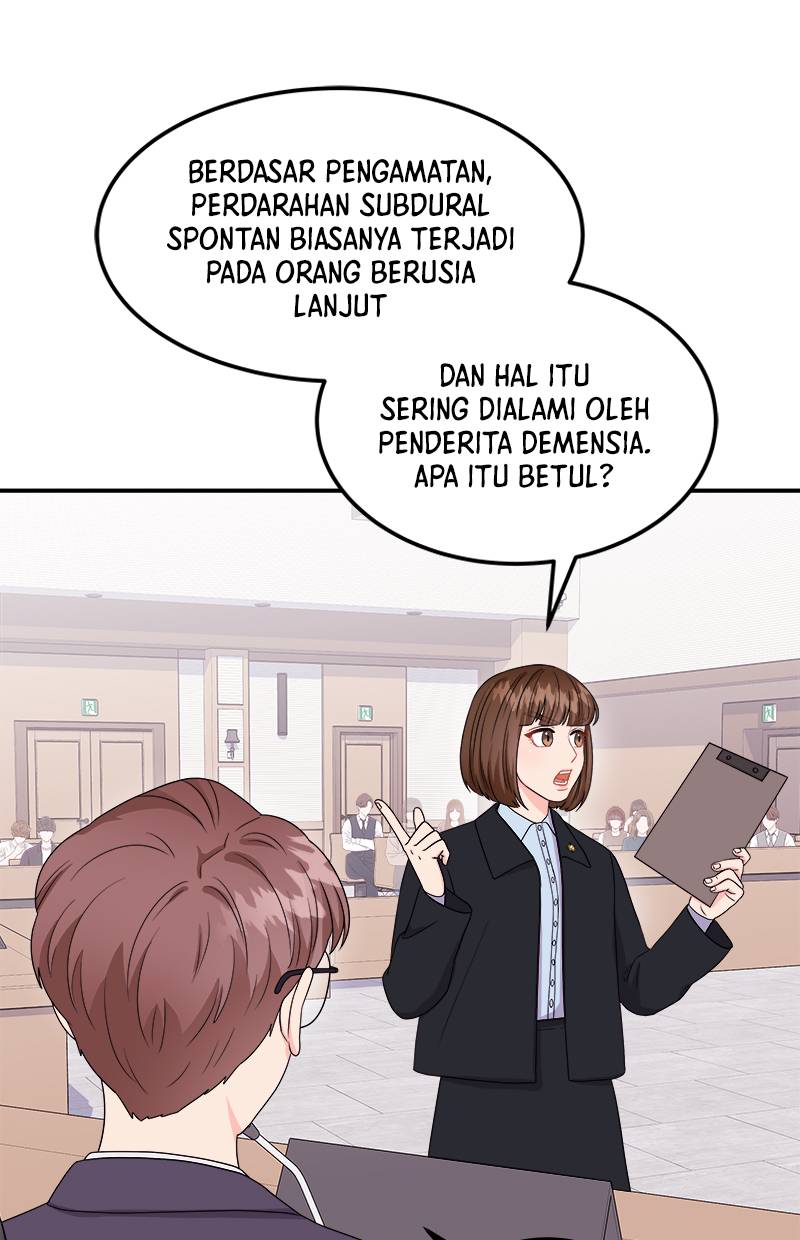 BERDASAR PENGAMATAN,
PERDARAHAN SUBDURAL
SPONTAN BIASANYA TERJADI
PADA ORANG BERUSIA
LANJUT
DAN HAL ITU
SERING DIALAMI OLEH
PENDERITA DEMENSIA.
APA ITU BETUL?